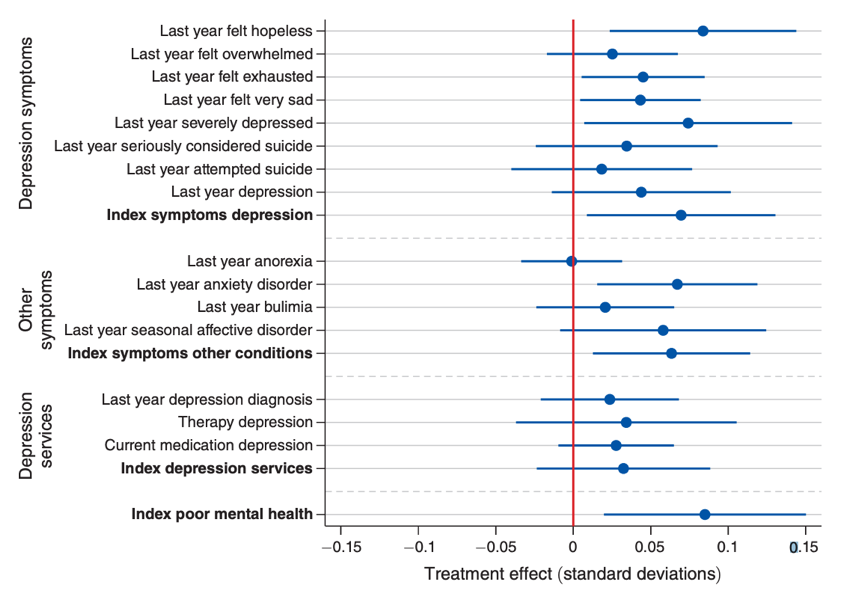 Depression symptoms
Last year felt hopeless
Last year felt overwhelmed
Last year felt exhausted
Last year felt very sad
Last year severely depressed
Last year seriously considered suicide
Last year attempted suicide
Last year depression
Index symptoms depression
Other
symptoms
Last year anorexia
Last year anxiety disorder
Last year bulimia
Last year seasonal affective disorder
Index symptoms other conditions
Depression
services
Last year depression diagnosis
Therapy depression
Current medication depression
Index depression services
Index poor mental health
−0.15 −0.1 −0.05 0 0.05 0.1 0.15
Treatment effect (standard deviations)